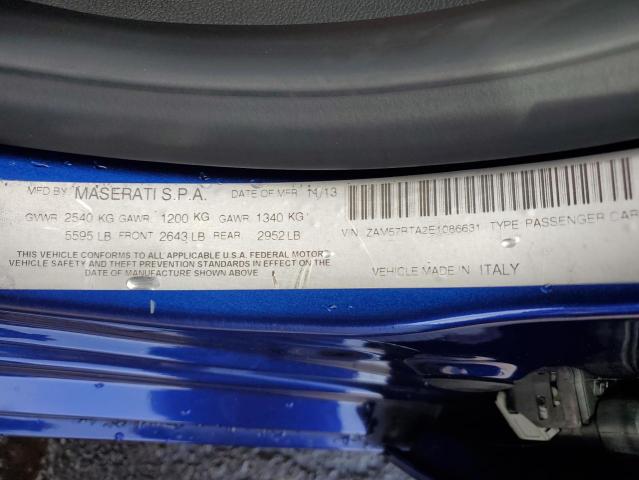 MFD BY MASERATI S.P.A. DATE OF MFR 11/13
GVWR 2540 KG GAWR 1200 KG GAWR 1340 KG
5595 LB FRONT 2643 LB REAR 2952 LB
THIS VEHICLE CONFORMS TO ALL APPLICABLE U.S.A. FEDERAL MOTOR
VEHICLE SAFETY AND THEFT PREVENTION STANDARDS IN EFFECT ON THE
DATE OF MANUFACTURE SHOWN ABOVE
V.I.N. ZAM57RTA2E1086631 TYPE PASSENGER CAR
VEHICLE MADE IN ITALY